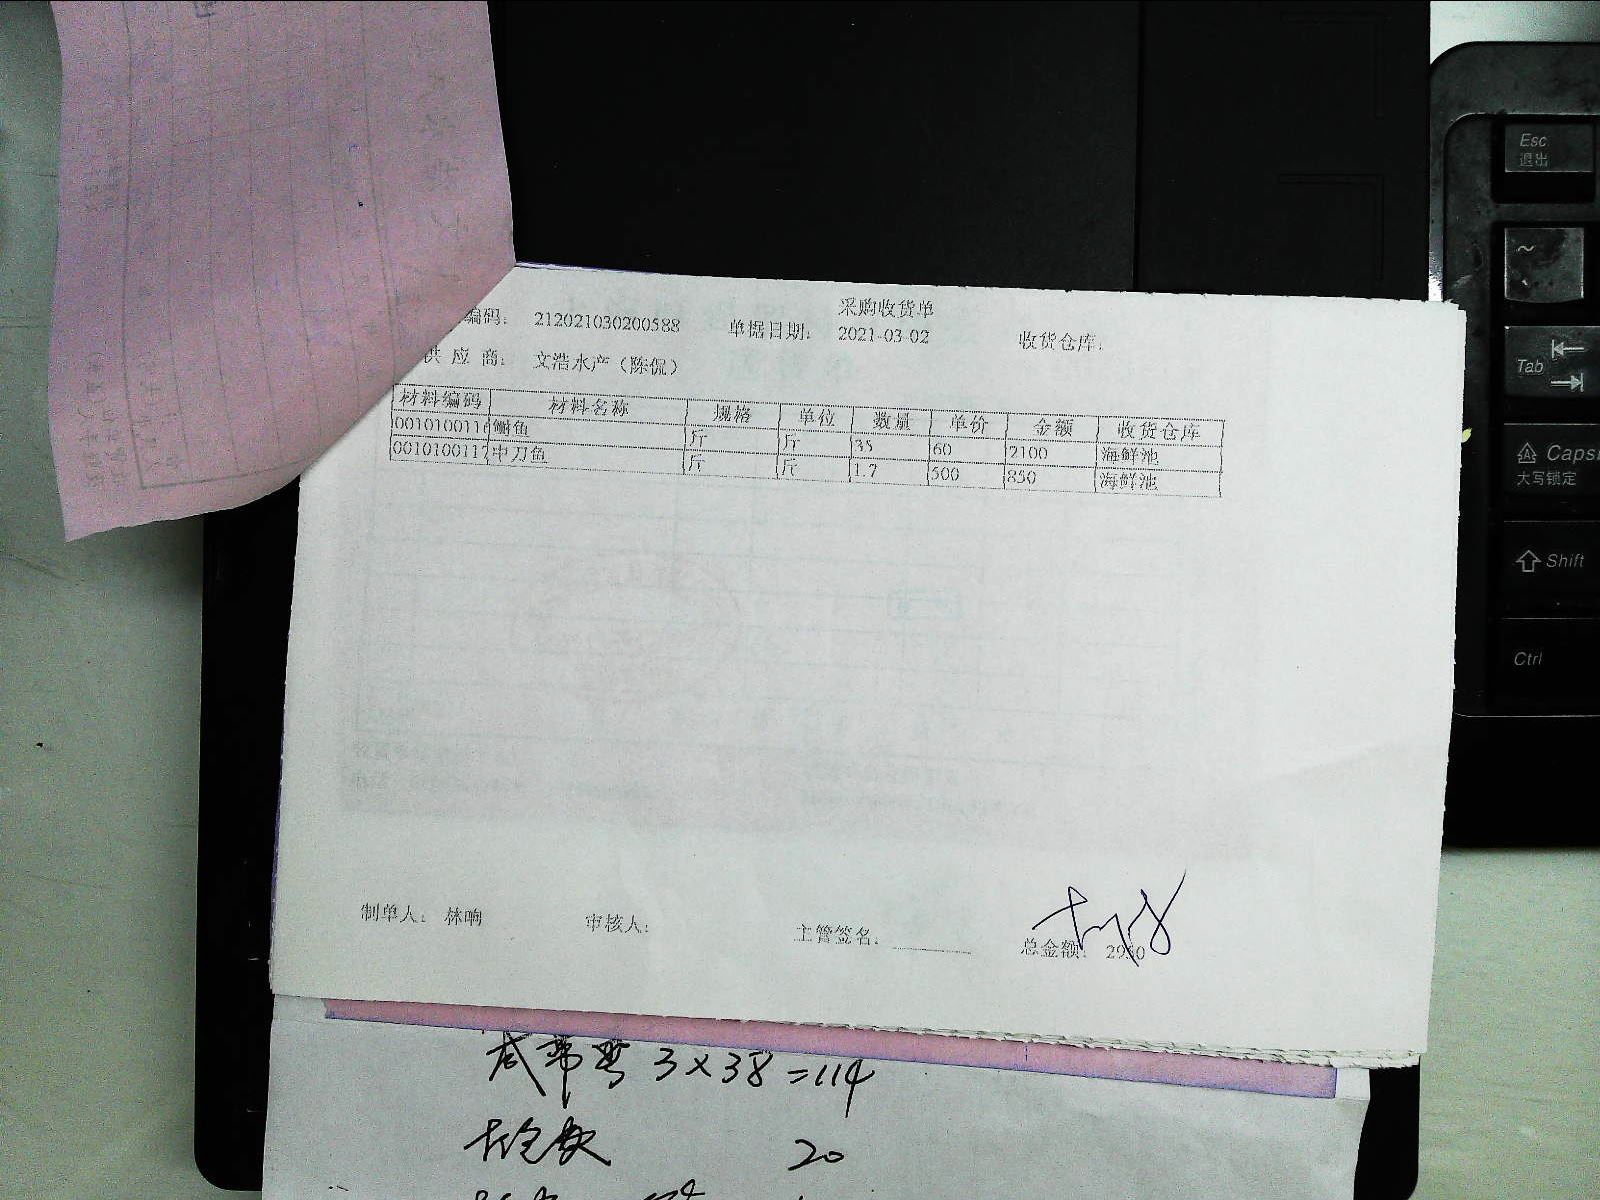 采购收货单
编码: 212021030200588 单据日期: 2021-03-02 收货仓库:
供应商: 文浩水产（陈侃）
材料编码 材料名称 规格 单位 数量 单价 金额 收货仓库
0010100116 鲥鱼 斤 斤 35 60 2100 海鲜池
0010100117 中刀鱼 斤 斤 1.7 500 850 海鲜池
制单人: 林响 审核人: 主管签名: 总金额: 2950
3×38=114
20
Esc
退出
~
Tab
Caps
大写锁定
Shift
Ctrl